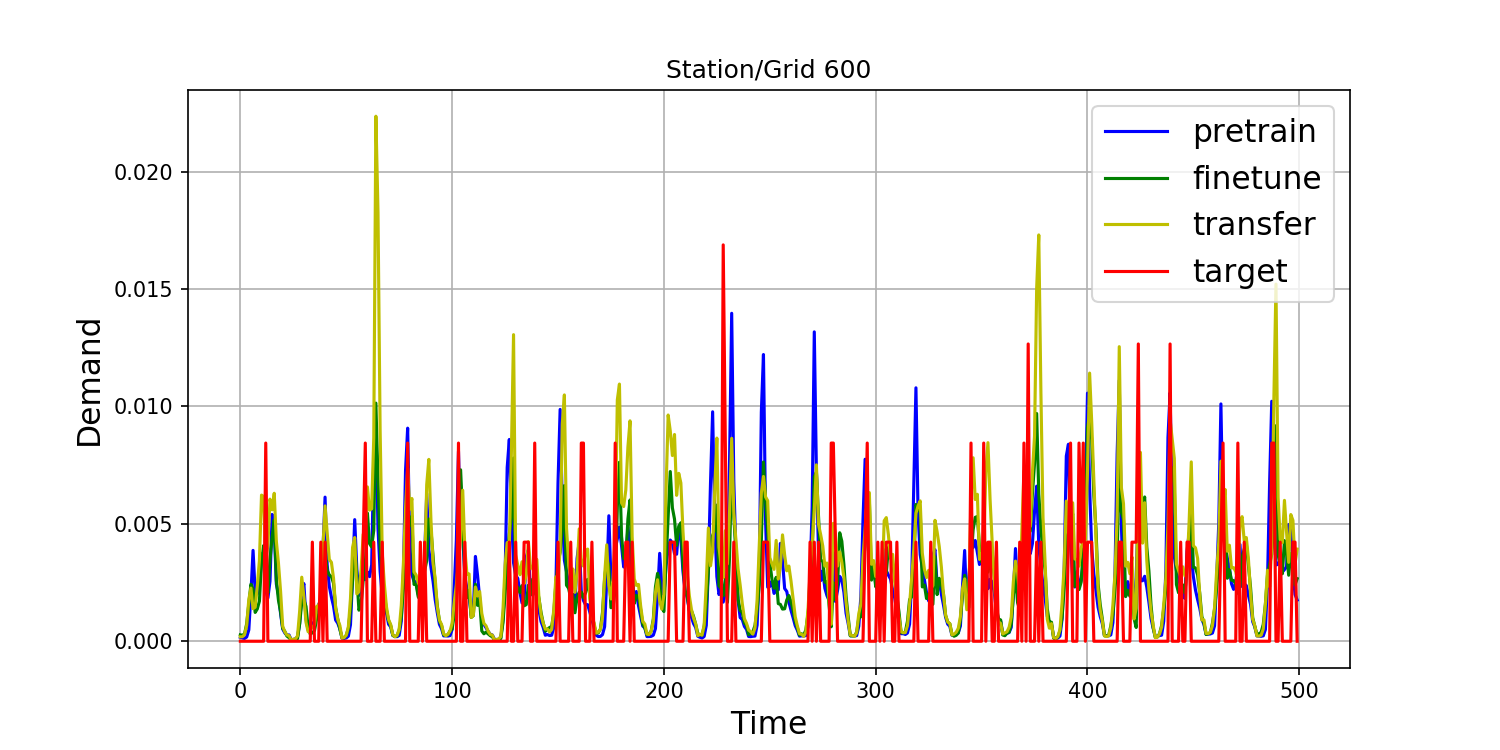 Station/Grid 600
pretrain
finetune
transfer
target
Demand
0.020
0.015
0.010
0.005
0.000
0 100 200 300 400 500
Time